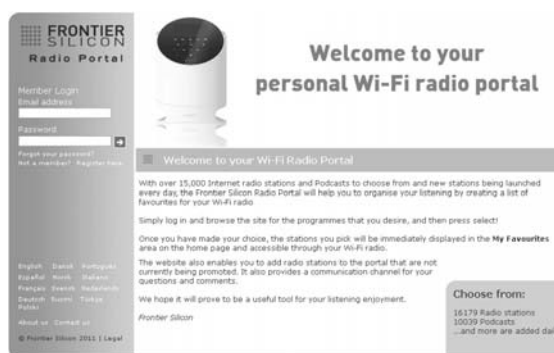 FRONTIER
SILICON
Radio Portal
Member Login
Email address
Password
Forgot your password?
Not a member? Register here
English Dansk Português
Español Norsk Italiano
Français Svensk Nederlands
Deutsch Suomi Türkçe
Polski
About us Contact us
© Frontier Silicon 2011 | Legal
Welcome to your
personal Wi-Fi radio portal
Welcome to your Wi-Fi Radio Portal
With over 15,000 Internet radio stations and Podcasts to choose from and new stations being launched
every day, the Frontier Silicon Radio Portal will help you to organise your listening by creating a list of
favourites for your Wi-Fi radio
Simply log in and browse the site for the programmes that you desire, and then press select!
Once you have made your choice, the stations you pick will be immediately displayed in the My Favourites
area on the home page and accessible through your Wi-Fi radio.
The website also enables you to add radio stations to the portal that are not
currently being promoted. It also provides a communication channel for your
questions and comments.
We hope it will prove to be a useful tool for your listening enjoyment.
Frontier Silicon
Choose from:
16179 Radio stations
10039 Podcasts
...and more are added dail